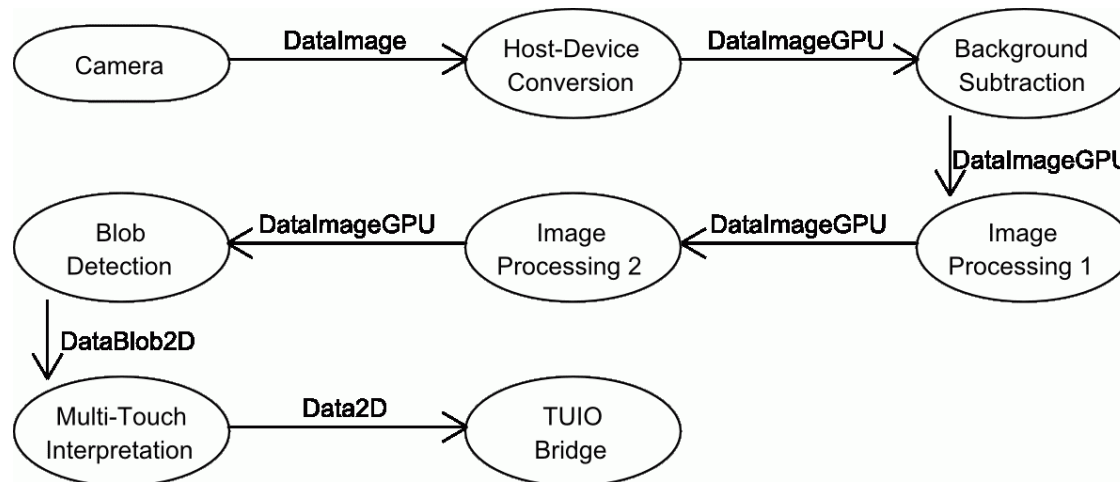 Camera
DataImage
Host-Device
Conversion
DataImageGPU
Background
Subtraction
DataImageGPU
Image
Processing 1
DataImageGPU
Image
Processing 2
DataImageGPU
Blob
Detection
DataBlob2D
Multi-Touch
Interpretation
Data2D
TUIO
Bridge